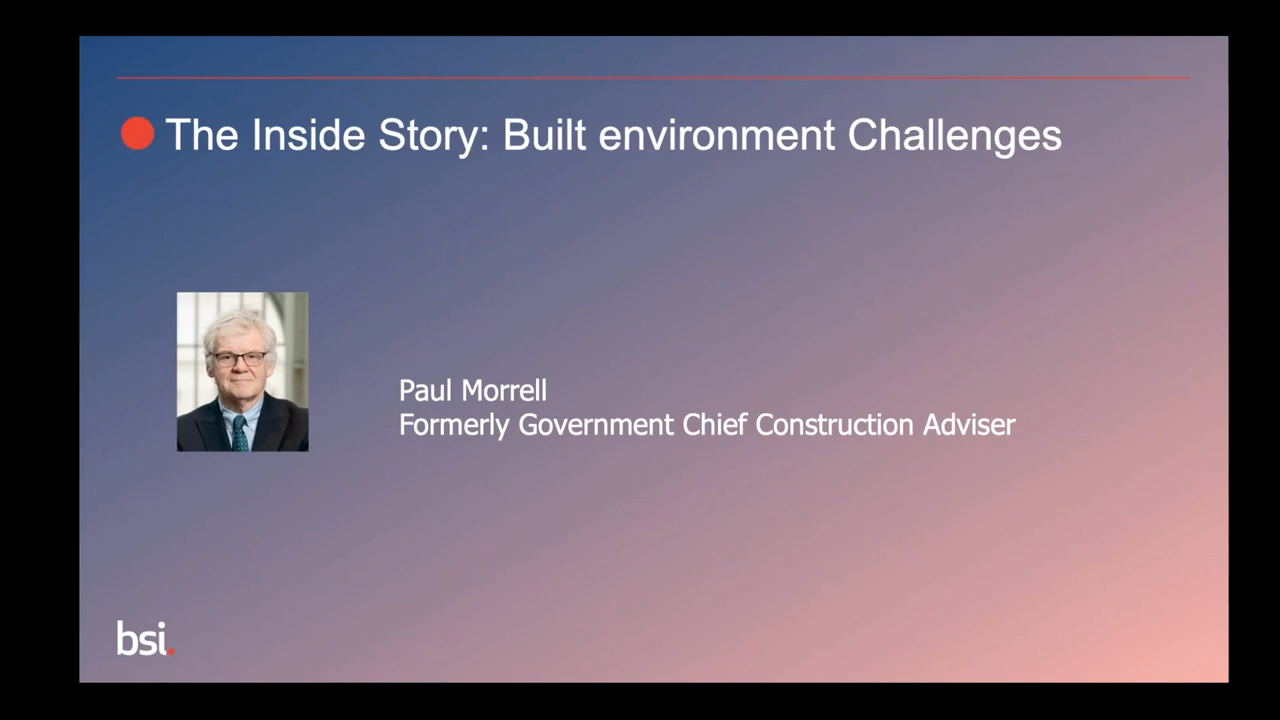 The Inside Story: Built environment Challenges
Paul Morrell
Formerly Government Chief Construction Adviser
bsi.